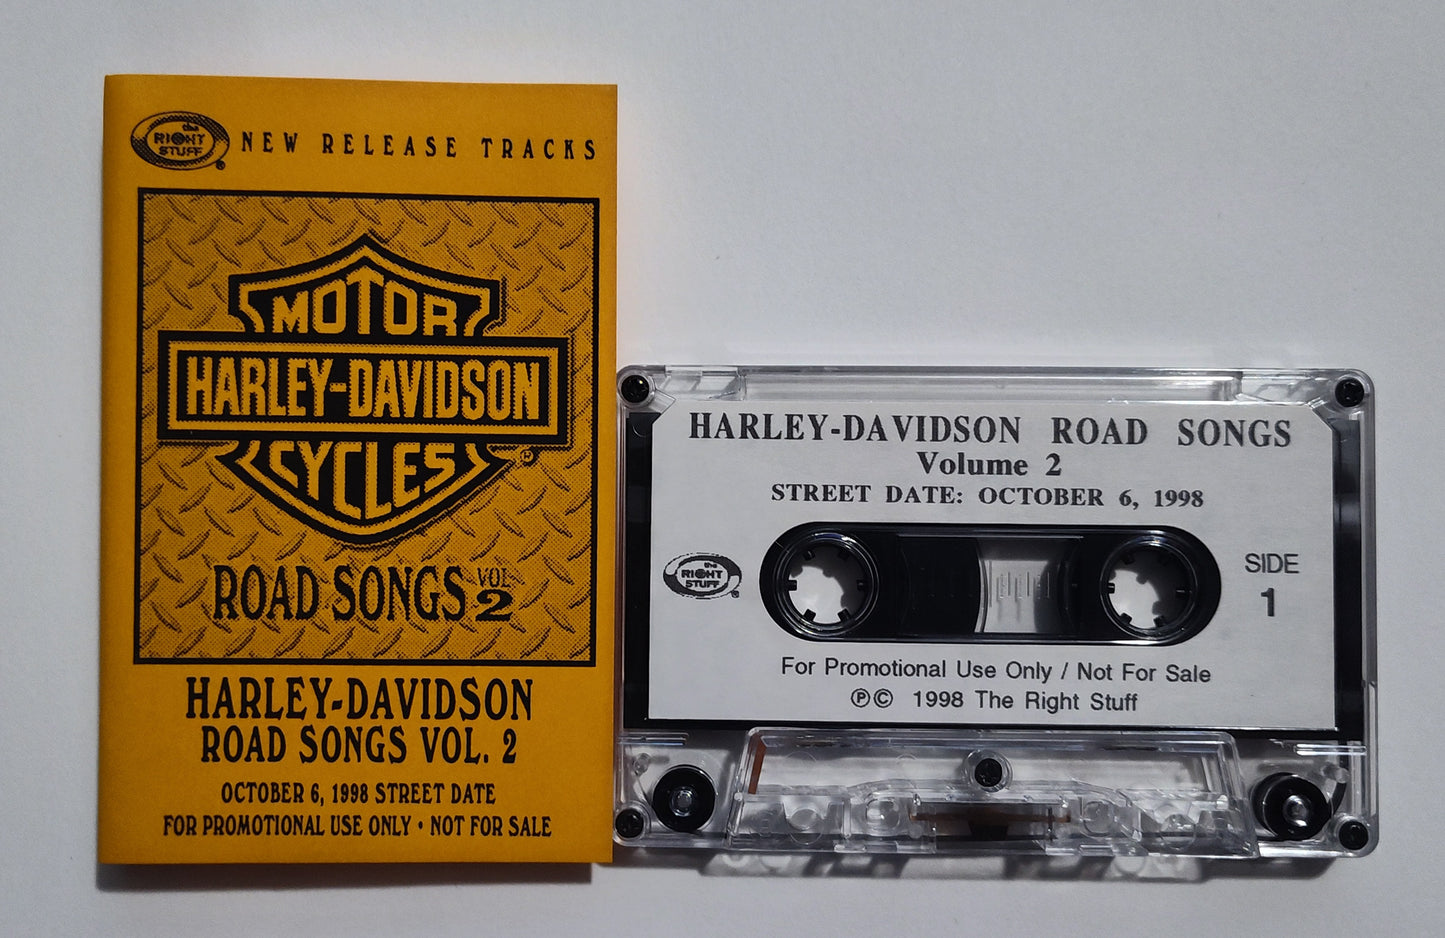 the
RIGHT
STUFF
®
NEW RELEASE TRACKS
MOTOR
HARLEY-DAVIDSON
CYCLES
®
ROAD SONGS VOL 2
HARLEY-DAVIDSON
ROAD SONGS VOL. 2
OCTOBER 6, 1998 STREET DATE
FOR PROMOTIONAL USE ONLY • NOT FOR SALE
HARLEY-DAVIDSON ROAD SONGS
Volume 2
STREET DATE: OCTOBER 6, 1998
the
RIGHT
STUFF
®
SIDE
1
For Promotional Use Only / Not For Sale
℗© 1998 The Right Stuff